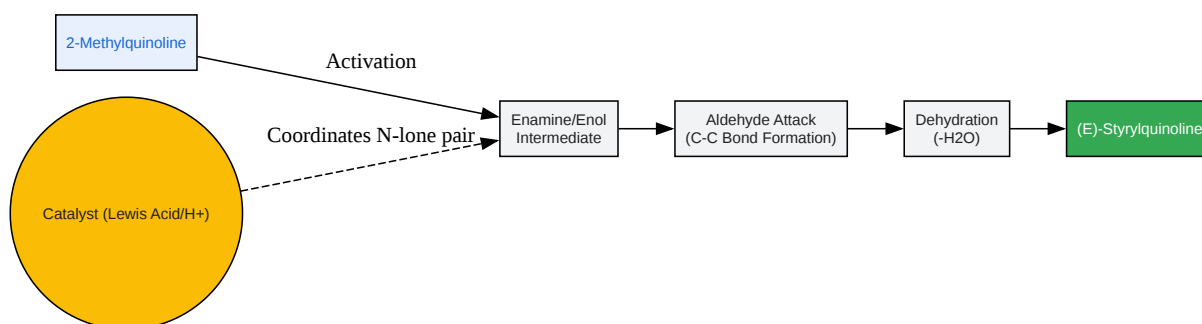 2-Methylquinoline
Activation
Coordinates N-lone pair
Catalyst (Lewis Acid/H+)
Enamine/Enol
Intermediate
Aldehyde Attack
(C-C Bond Formation)
Dehydration
(-H2O)
(E)-Styrylquinoline